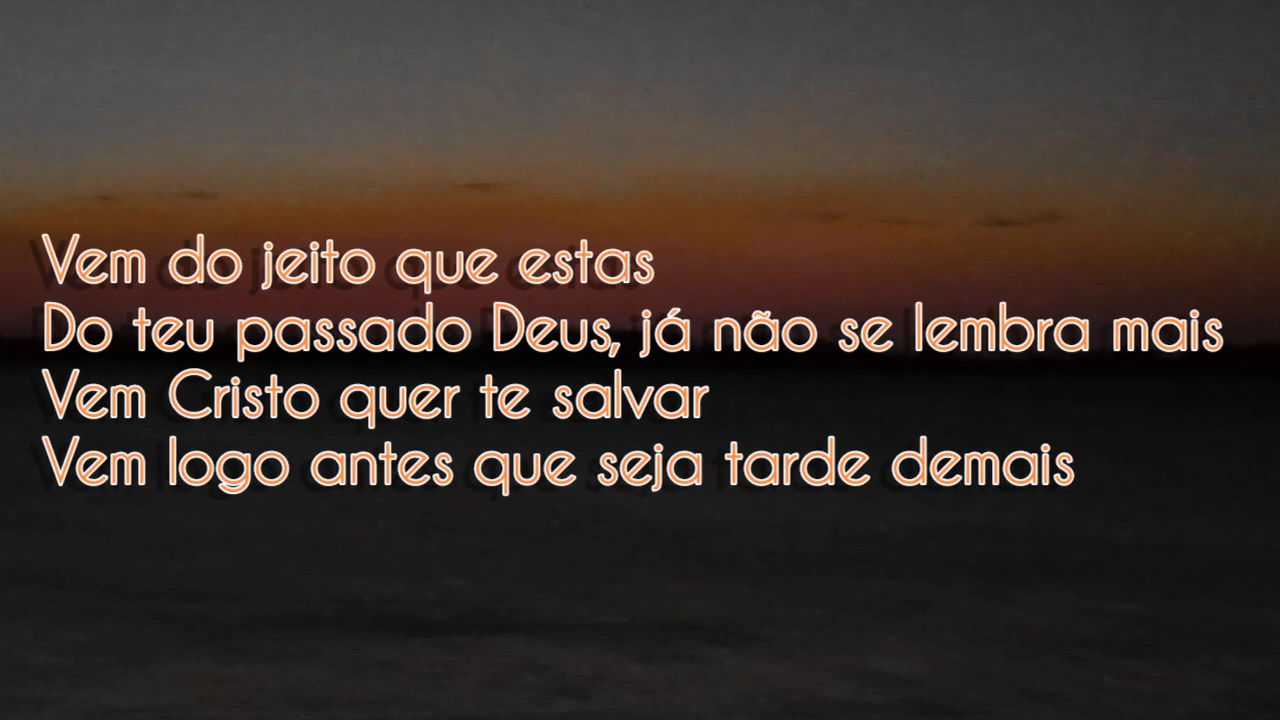 Vem do jeito que estas
Do teu passado Deus, já não se lembra mais
Vem Cristo quer te salvar
Vem logo antes que seja tarde demais